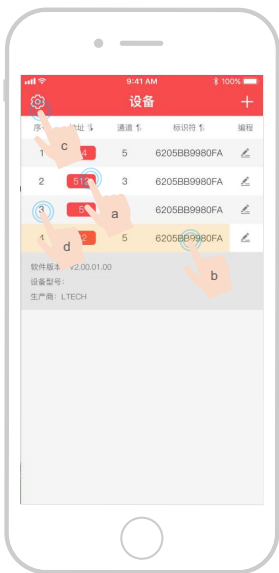 9:41 AM 100%
设备 +
序 地址 通道 标识符 编程
1 4 5 6205BB9980FA
c
2 512 3 6205BB9980FA
a
3 5 6205BB9980FA
d
2 5 6205BB9980FA
b
软件版本 V2.00.01.00
设备型号：
生产商：LTECH